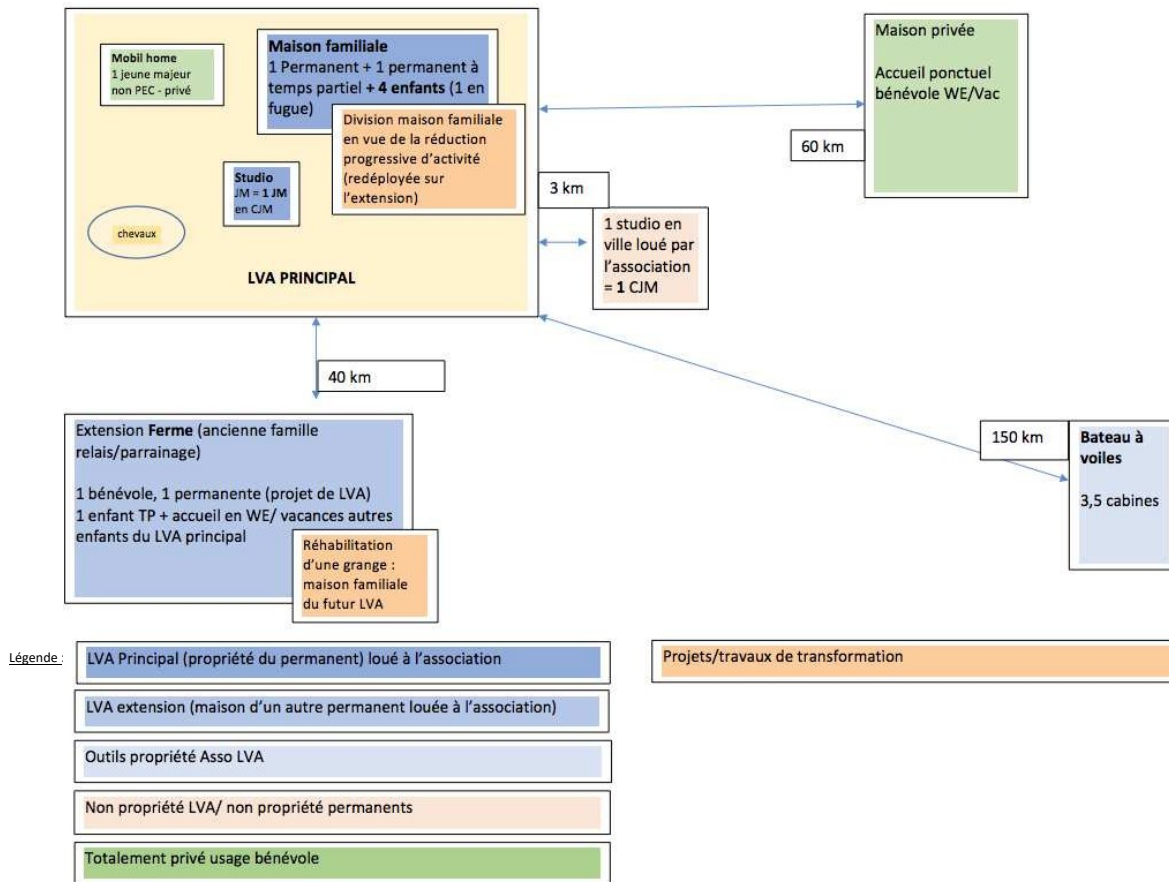 Mobil home
1 jeune majeur
non PEC - privé
Maison familiale
1 Permanent + 1 permanent à
temps partiel + 4 enfants (1 en
fugue)
Division maison familiale
en vue de la réduction
progressive d'activité
(redéployée sur
l'extension)
Studio
JM = 1 JM
en CJM
chevaux
LVA PRINCIPAL
Maison privée
Accueil ponctuel
bénévole WE/Vac
60 km
3 km
1 studio en
ville loué par
l'association
= 1 CJM
40 km
Extension Ferme (ancienne famille
relais/parrainage)
1 bénévole, 1 permanente (projet de LVA)
1 enfant TP + accueil en WE/ vacances autres
enfants du LVA principal
Réhabilitation
d'une grange :
maison familiale
du futur LVA
150 km
Bateau à
voiles
3,5 cabines
Légende :
LVA Principal (propriété du permanent) loué à l'association
Projets/travaux de transformation
LVA extension (maison d'un autre permanent louée à l'association)
Outils propriété Asso LVA
Non propriété LVA/ non propriété permanents
Totalement privé usage bénévole